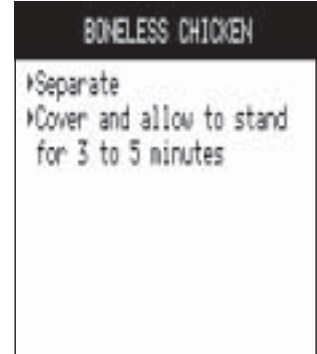 BONELESS CHICKEN
▸Separate
▸Cover and allow to stand
for 3 to 5 minutes